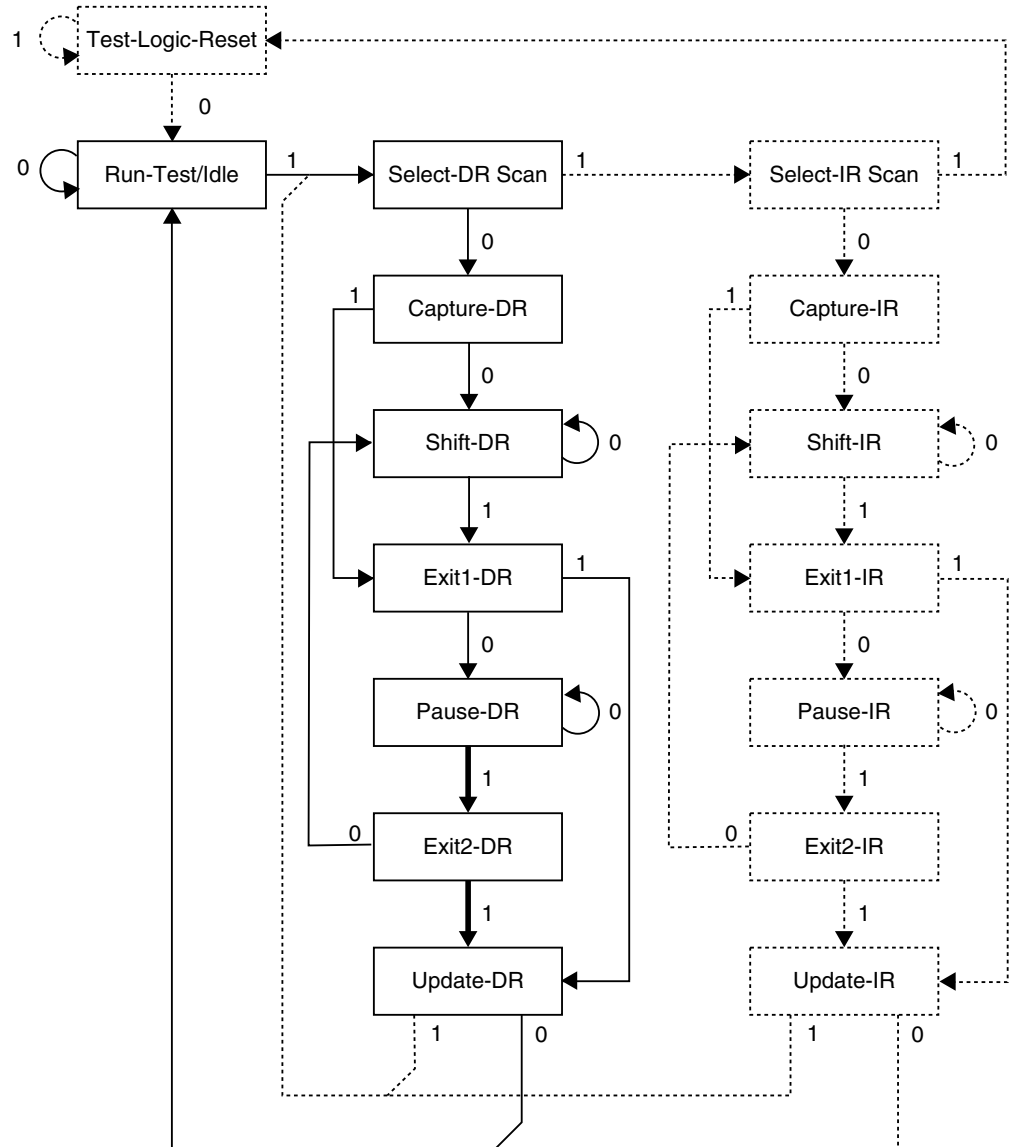 1
Test-Logic-Reset
0
0
Run-Test/Idle
1
Select-DR Scan
1
Select-IR Scan
1
0
0
1
Capture-DR
1
Capture-IR
0
0
Shift-DR
0
Shift-IR
0
1
1
Exit1-DR
1
Exit1-IR
1
0
0
Pause-DR
0
Pause-IR
0
1
1
0
Exit2-DR
0
Exit2-IR
1
1
Update-DR
Update-IR
1
0
1
0